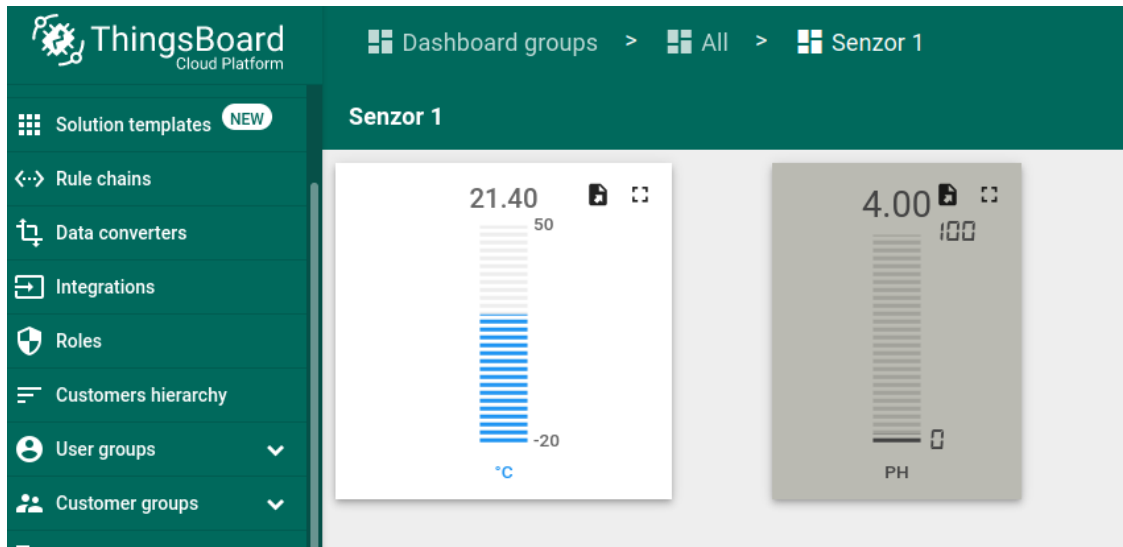 ThingsBoard
Cloud Platform
Dashboard groups > All > Senzor 1
Solution templates NEW
Senzor 1
Rule chains
Data converters
Integrations
Roles
Customers hierarchy
User groups
Customer groups
21.40
50
-20
°C
4.00
100
0
PH